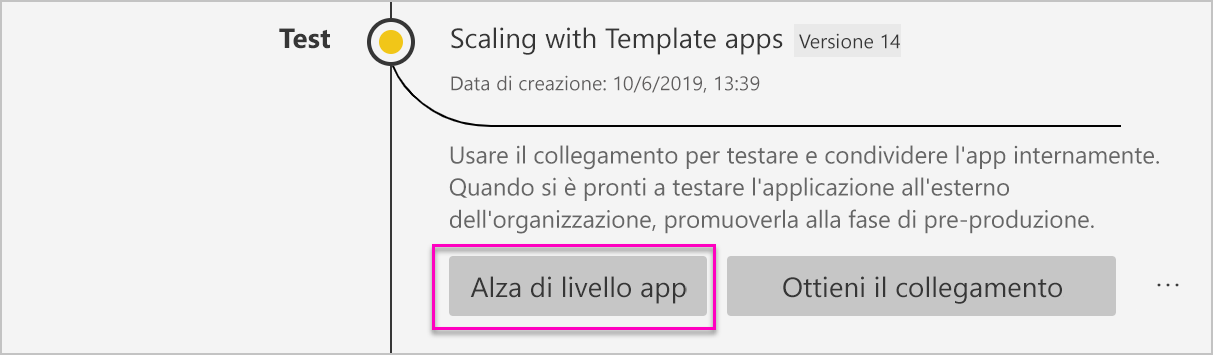 Test
Scaling with Template apps Versione 14
Data di creazione: 10/6/2019, 13:39
Usare il collegamento per testare e condividere l'app internamente.
Quando si è pronti a testare l'applicazione all'esterno
dell'organizzazione, promuoverla alla fase di pre-produzione.
Alza di livello app
Ottieni il collegamento
...